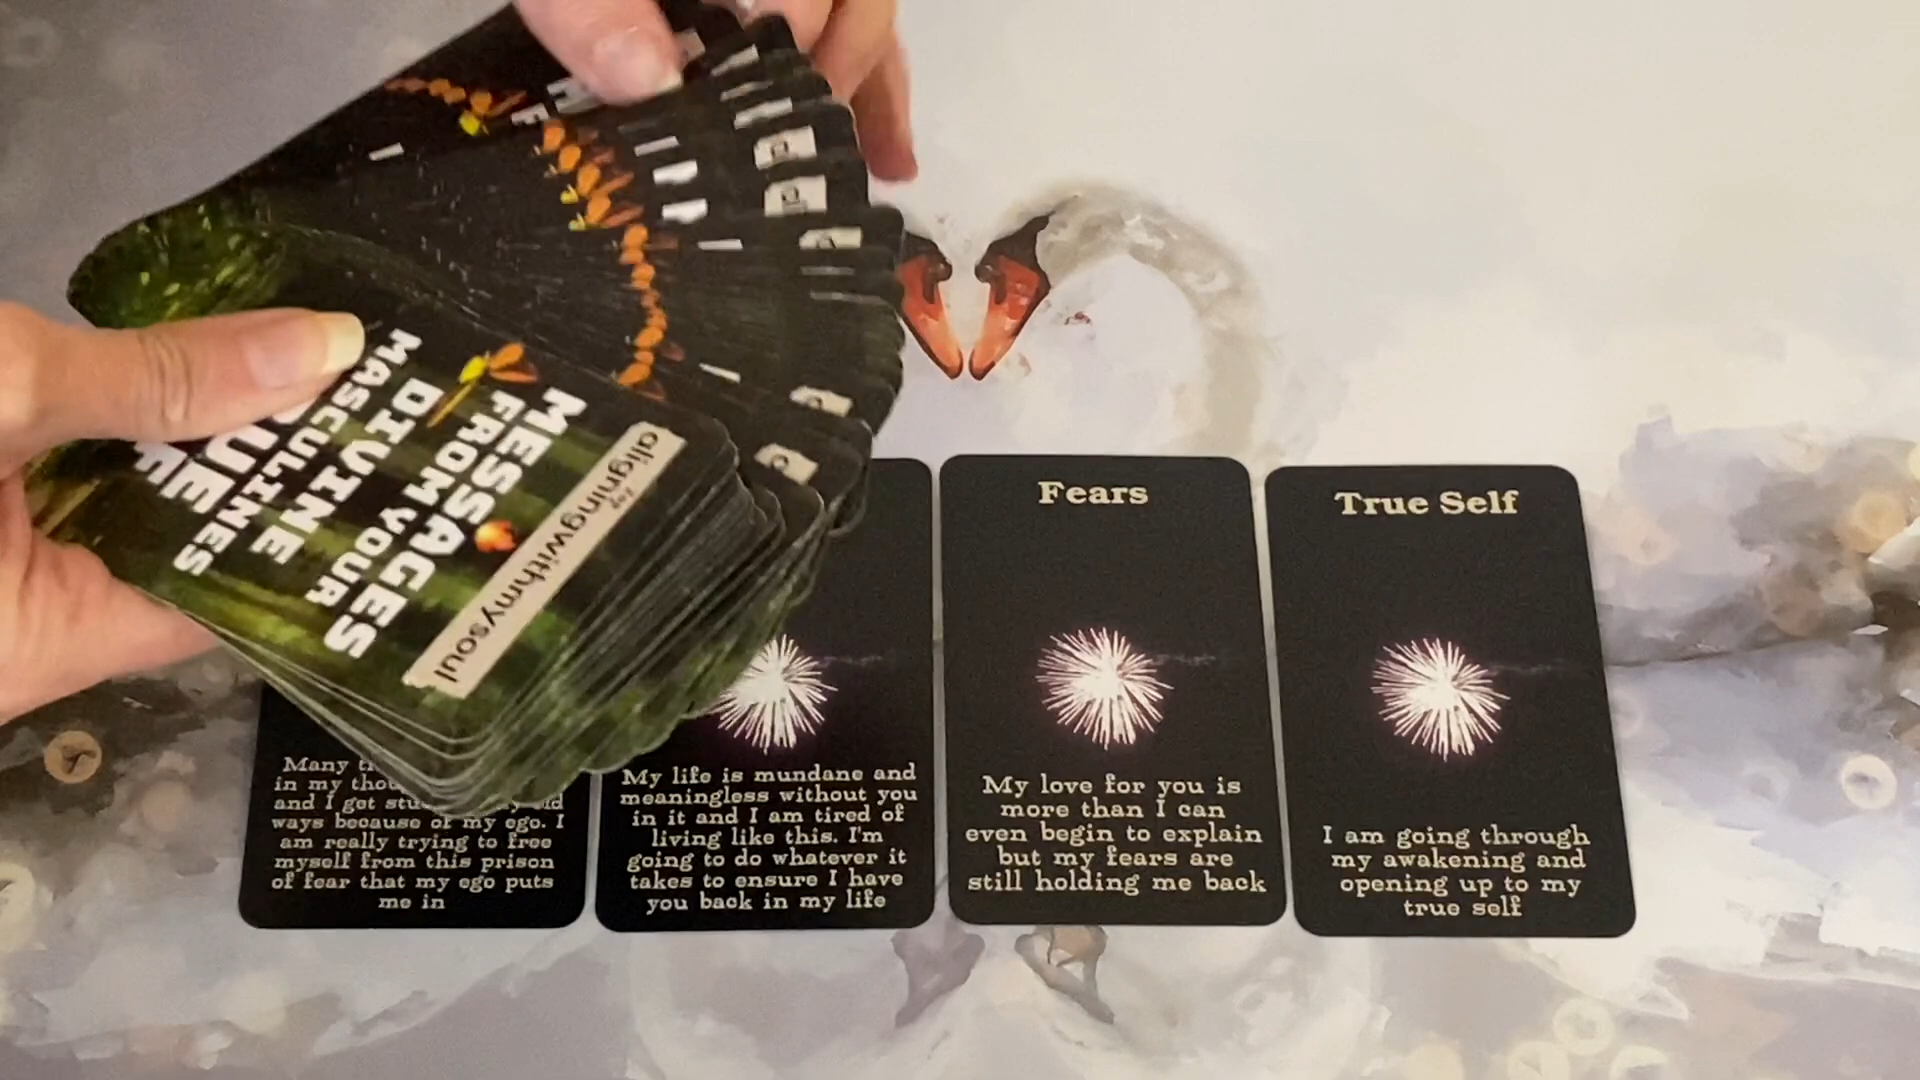 MESSAGES
FROM YOUR
DIVINE
MASCULINES
aligningwithmysoul
Many
in my
and I get
ways because of my ego. I
am really trying to free
myself from this prison
of fear that my ego puts
me in
My life is mundane and
meaningless without you
in it and I am tired of
living like this. I'm
going to do whatever it
takes to ensure I have
you back in my life
Fears
My love for you is
more than I can
even begin to explain
but my fears are
still holding me back
True Self
I am going through
my awakening and
opening up to my
true self